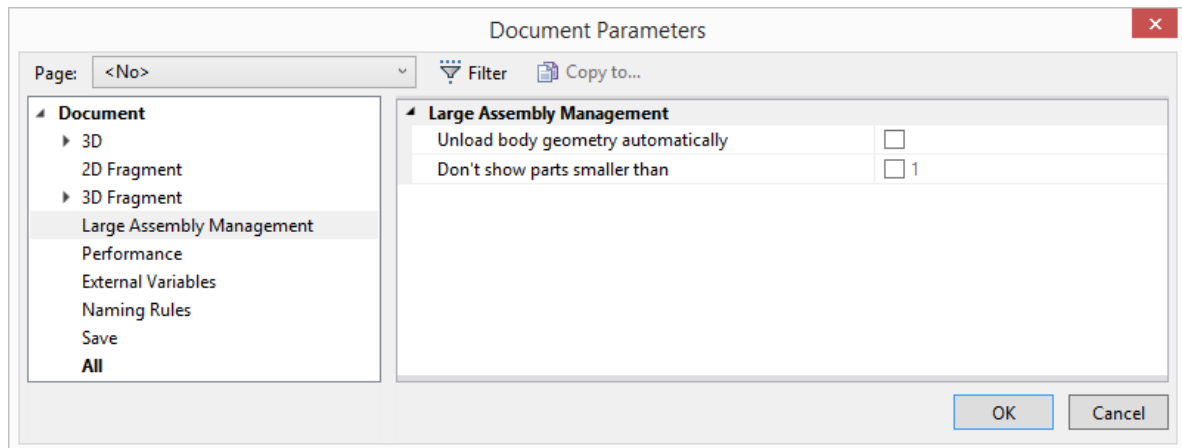 Document Parameters
Page: <No> Filter Copy to...
Document
3D
2D Fragment
3D Fragment
Large Assembly Management
Performance
External Variables
Naming Rules
Save
All
Large Assembly Management
Unload body geometry automatically
Don't show parts smaller than 1
OK Cancel